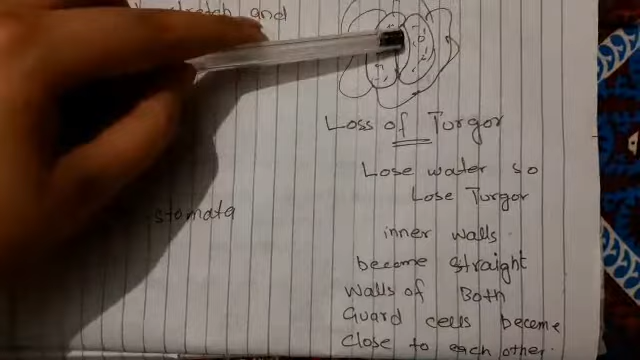 and
Loss of Turgor
Lose water so
Lose Turgor
stomata
inner walls.
become straight
walls of Both
Guard cells become
close to each other.